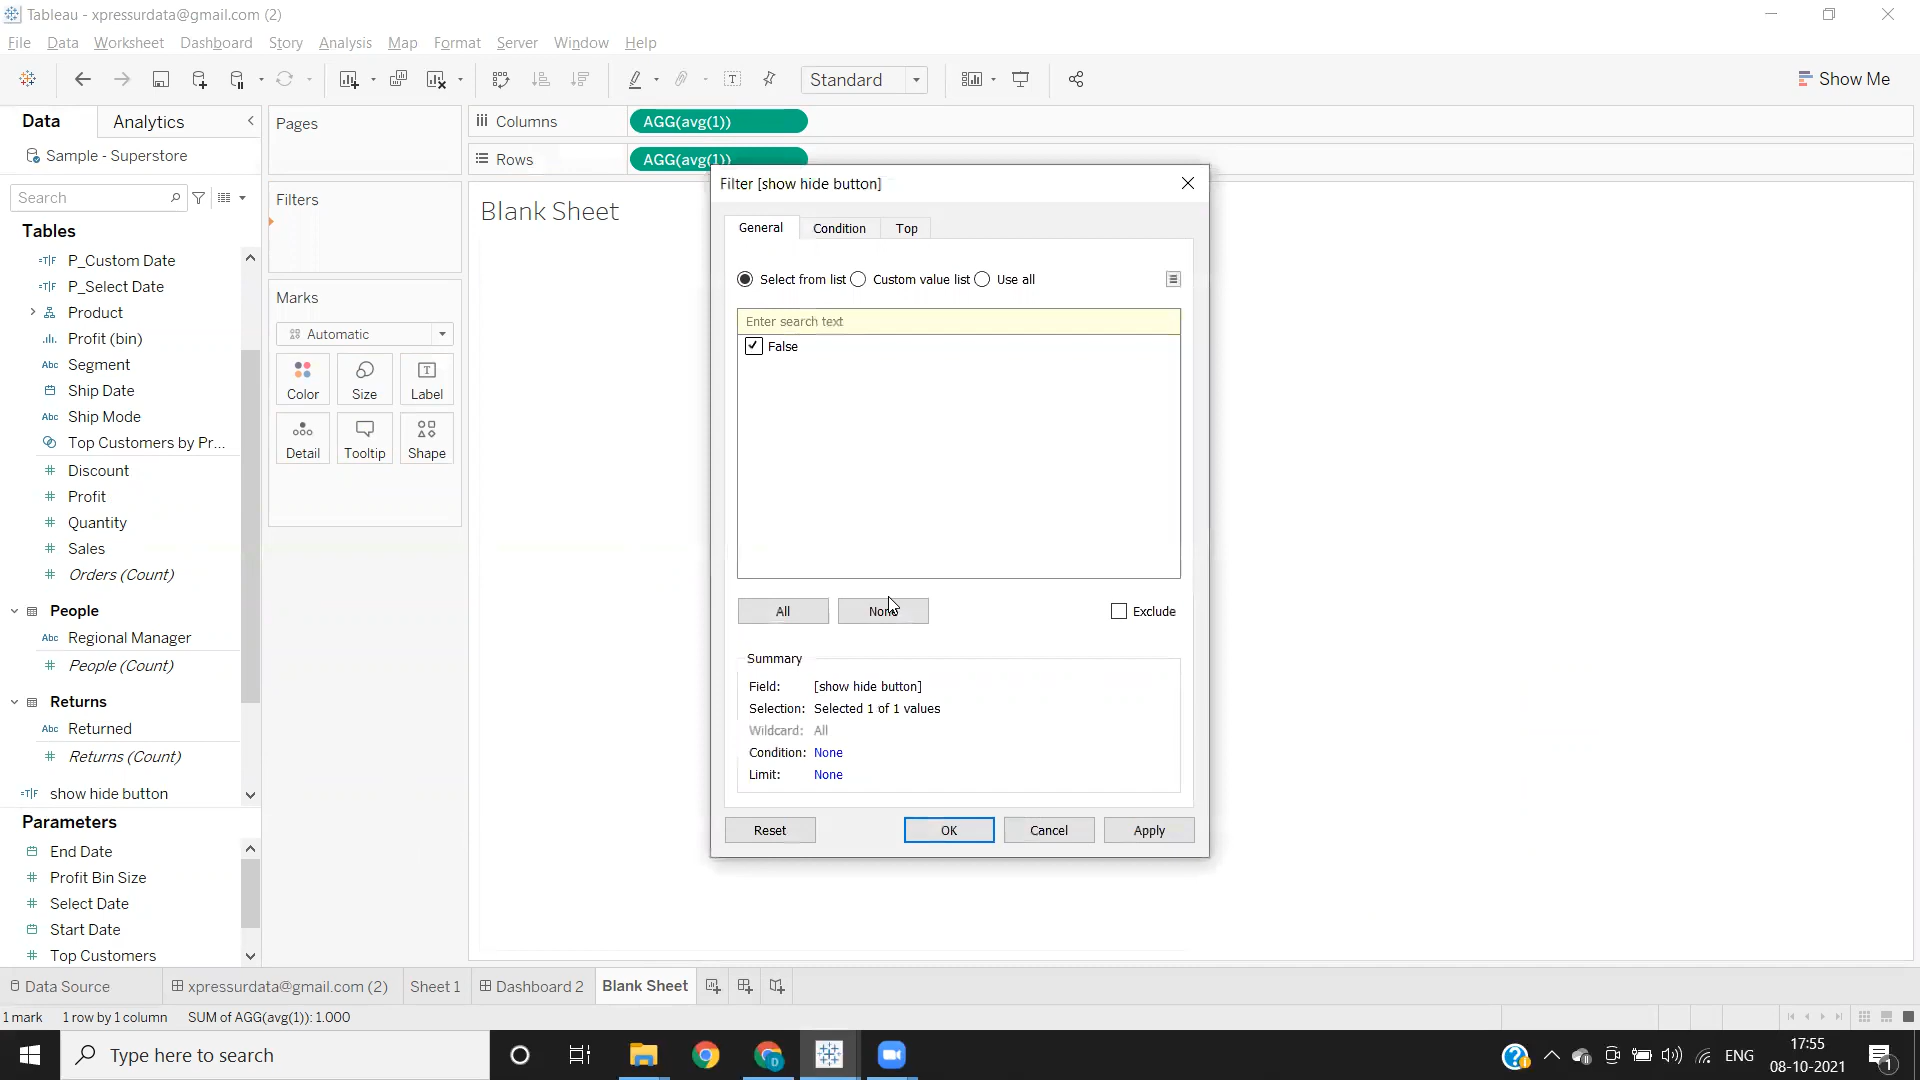 Tableau - xpressurdata@gmail.com (2)
File Data Worksheet Dashboard Story Analysis Map Format Server Window Help
Standard
Show Me
Data
Analytics
Sample - Superstore
Search
Tables
P_Custom Date
P_Select Date
Product
Profit (bin)
Abc Segment
Ship Date
Abc Ship Mode
Top Customers by Pr...
Discount
Profit
Quantity
Sales
Orders (Count)
People
Abc Regional Manager
People (Count)
Returns
Abc Returned
Returns (Count)
=T|F show hide button
Parameters
End Date
Profit Bin Size
Select Date
Start Date
Top Customers
Pages
Filters
Marks
Automatic
Color Size Label
Detail Tooltip Shape
Columns AGG(avg(1))
Rows AGG(avg(1))
Blank Sheet
Filter [show hide button]
General Condition Top
Select from list Custom value list Use all
Enter search text
False
All None Exclude
Summary
Field: [show hide button]
Selection: Selected 1 of 1 values
Wildcard: All
Condition: None
Limit: None
Reset OK Cancel Apply
Data Source xpressurdata@gmail.com (2) Sheet 1 Dashboard 2 Blank Sheet
1 mark 1 row by 1 column SUM of AGG(avg(1)): 1.000
Type here to search
ENG
17:55
08-10-2021
1